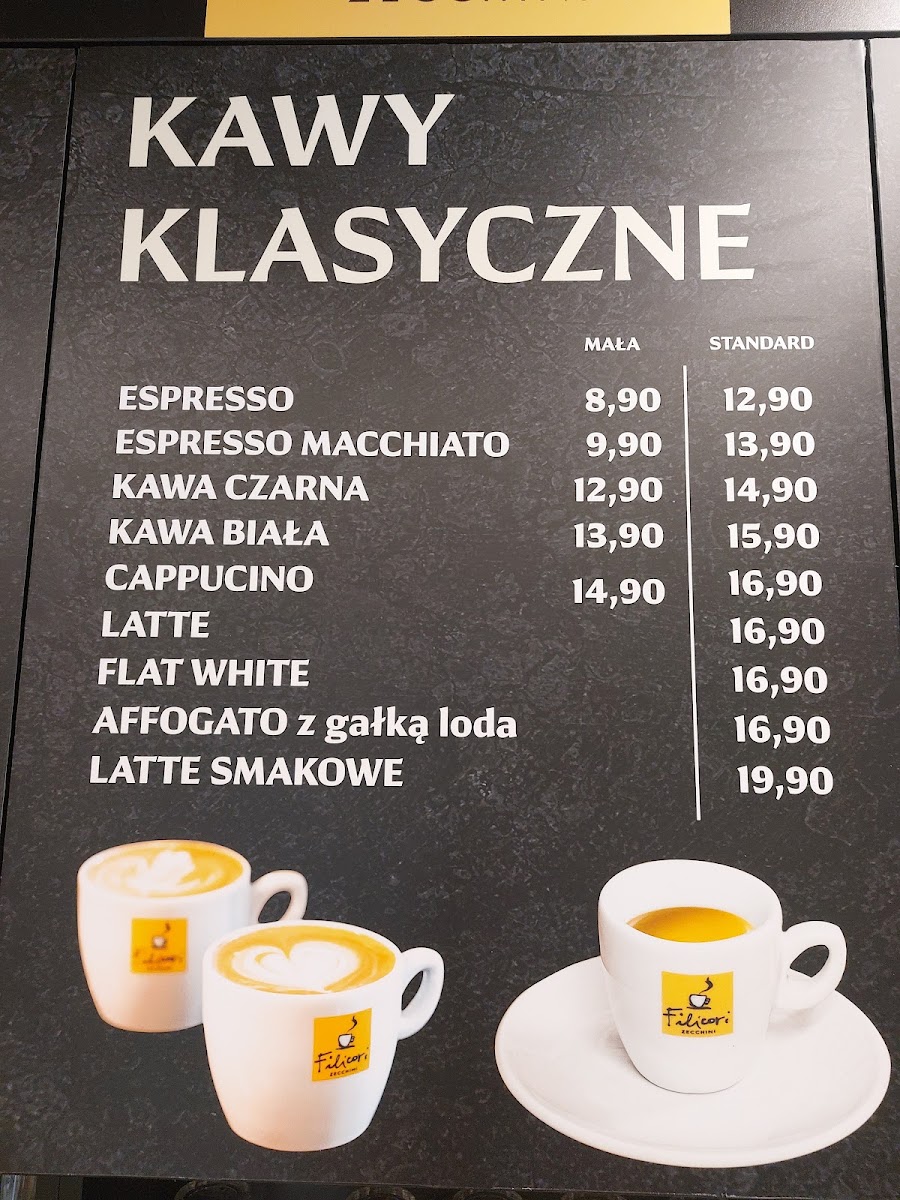 KAWY
KLASYCZNE
MAŁA STANDARD
ESPRESSO 8,90 12,90
ESPRESSO MACCHIATO 9,90 13,90
KAWA CZARNA 12,90 14,90
KAWA BIAŁA 13,90 15,90
CAPPUCINO 14,90 16,90
LATTE 16,90
FLAT WHITE 16,90
AFFOGATO z gałką loda 16,90
LATTE SMAKOWE 19,90
Filicori
ZECCHINI
Filicori
ZECCHINI